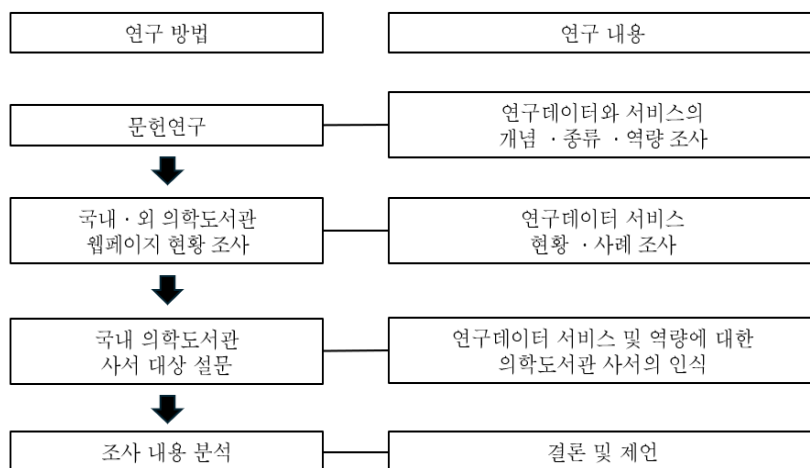 연구 방법
연구 내용
문헌연구
연구데이터와 서비스의
개념 · 종류 · 역량 조사
국내 · 외 의학도서관
웹페이지 현황 조사
연구데이터 서비스
현황 · 사례 조사
국내 의학도서관
사서 대상 설문
연구데이터 서비스 및 역량에 대한
의학도서관 사서의 인식
조사 내용 분석
결론 및 제언